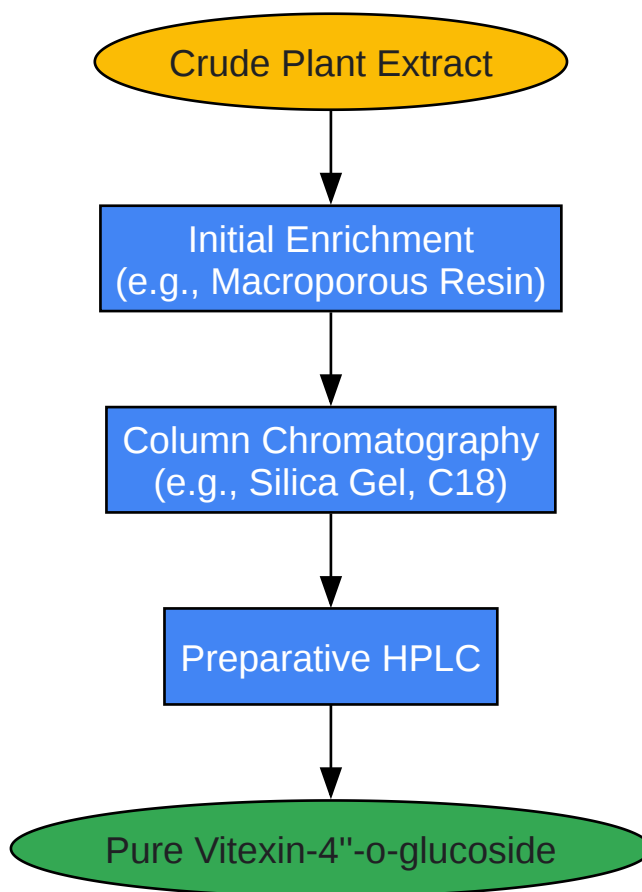 Crude Plant Extract
Initial Enrichment
(e.g., Macroporous Resin)
Column Chromatography
(e.g., Silica Gel, C18)
Preparative HPLC
Pure Vitexin-4''-o-glucoside